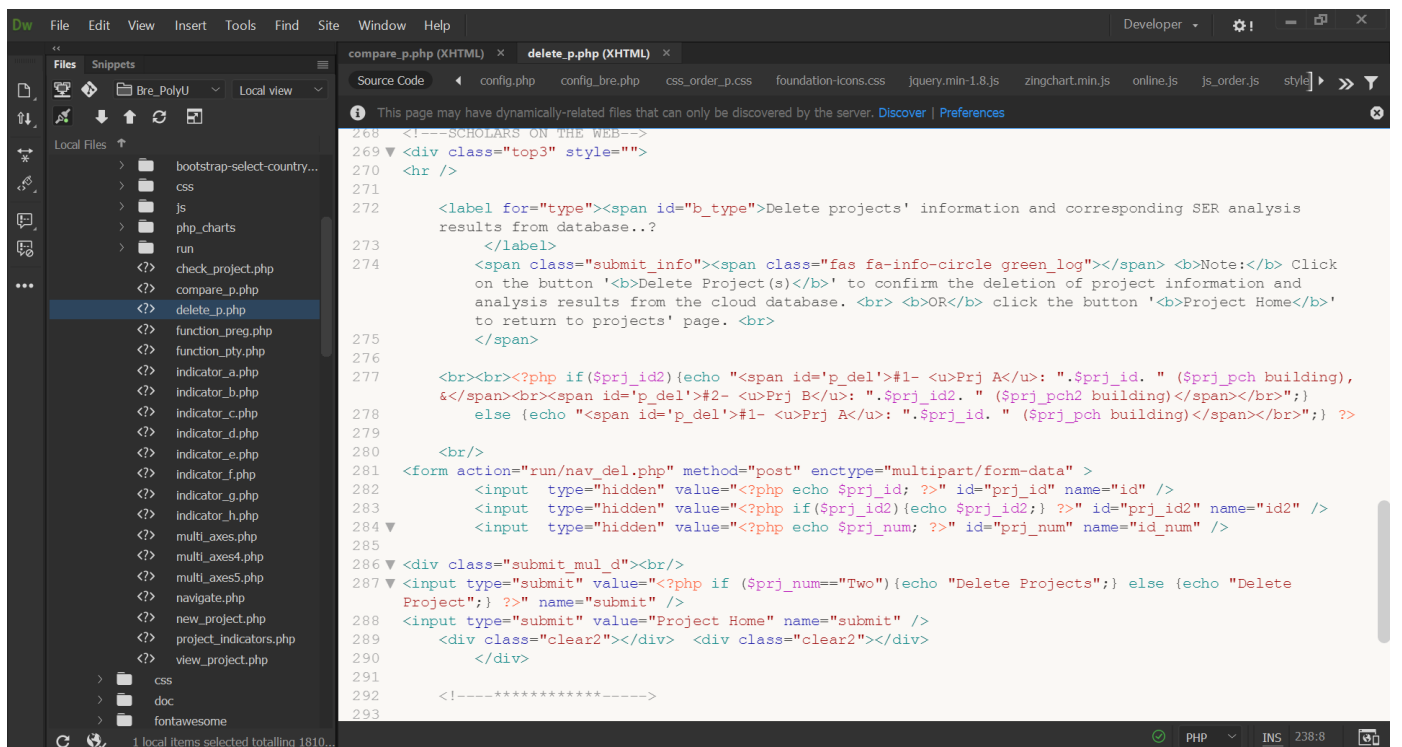 Dw File Edit View Insert Tools Find Site Window Help Developer
Files Snippets
Bre_PolyU Local view
Local Files
bootstrap-select-country...
css
js
php_charts
run
check_project.php
compare_p.php
delete_p.php
function_preg.php
function_pty.php
indicator_a.php
indicator_b.php
indicator_c.php
indicator_d.php
indicator_e.php
indicator_f.php
indicator_g.php
indicator_h.php
multi_axes.php
multi_axes4.php
multi_axes5.php
navigate.php
new_project.php
project_indicators.php
view_project.php
css
doc
fontawesome
1 local items selected totalling 1810...
compare_p.php (XHTML) × delete_p.php (XHTML) ×
Source Code config.php config_bre.php css_order_p.css foundation-icons.css jquery.min-1.8.js zingchart.min.js online.js js_order.js style
This page may have dynamically-related files that can only be discovered by the server. Discover | Preferences
268 <!---SCHOLARS ON THE WEB-->
269 <div class="top3" style="">
270 <hr />
271
272 <label for="type"><span id="b_type">Delete projects' information and corresponding SER analysis
results from database..?
273 </label>
274 <span class="submit_info"><span class="fas fa-info-circle green_log"></span> <b>Note:</b> Click
on the button '<b>Delete Project(s)</b>' to confirm the deletion of project information and
analysis results from the cloud database. <br> <b>OR</b> click the button '<b>Project Home</b>'
to return to projects' page. <br>
275 </span>
276
277 <br><br><?php if($prj_id2){echo "<span id='p_del'>#1- <u>Prj A</u>: ".$prj_id. " ($prj_pch building),
&</span><br><span id='p_del'>#2- <u>Prj B</u>: ".$prj_id2. " ($prj_pch2 building)</span></br>";}
278 else {echo "<span id='p_del'>#1- <u>Prj A</u>: ".$prj_id. " ($prj_pch building)</span></br>";} ?>
279
280 <br/>
281 <form action="run/nav_del.php" method="post" enctype="multipart/form-data" >
282 <input type="hidden" value="<?php echo $prj_id; ?>" id="prj_id" name="id" />
283 <input type="hidden" value="<?php if($prj_id2){echo $prj_id2;} ?>" id="prj_id2" name="id2" />
284 <input type="hidden" value="<?php echo $prj_num; ?>" id="prj_num" name="id_num" />
285
286 <div class="submit_mul_d"><br/>
287 <input type="submit" value="<?php if ($prj_num=="Two"){echo "Delete Projects";} else {echo "Delete
Project";} ?>" name="submit" />
288 <input type="submit" value="Project Home" name="submit" />
289 <div class="clear2"></div> <div class="clear2"></div>
290 </div>
291
292 <!----*************----->
293
PHP INS 238:8